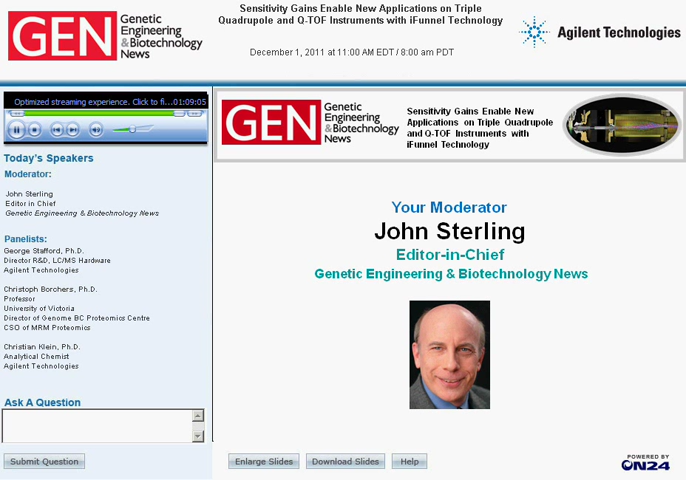 GEN Genetic
Engineering
&Biotechnology
News
Sensitivity Gains Enable New Applications on Triple
Quadrupole and Q-TOF Instruments with iFunnel Technology
December 1, 2011 at 11:00 AM EDT / 8:00 am PDT
Agilent Technologies
Optimized streaming experience. Click to fi...01:09:05
Today's Speakers
Moderator:
John Sterling
Editor in Chief
Genetic Engineering & Biotechnology News
Panelists:
George Stafford, Ph.D.
Director R&D, LC/MS Hardware
Agilent Technologies
Christoph Borchers, Ph.D.
Professor
University of Victoria
Director of Genome BC Proteomics Centre
CSO of MRM Proteomics
Christian Klein, Ph.D.
Analytical Chemist
Agilent Technologies
Ask A Question
Submit Question
GEN Genetic
Engineering
&Biotechnology
News
Sensitivity Gains Enable New
Applications on Triple Quadrupole
and Q-TOF Instruments with
iFunnel Technology
Your Moderator
John Sterling
Editor-in-Chief
Genetic Engineering & Biotechnology News
Enlarge Slides
Download Slides
Help
POWERED BY
ON24